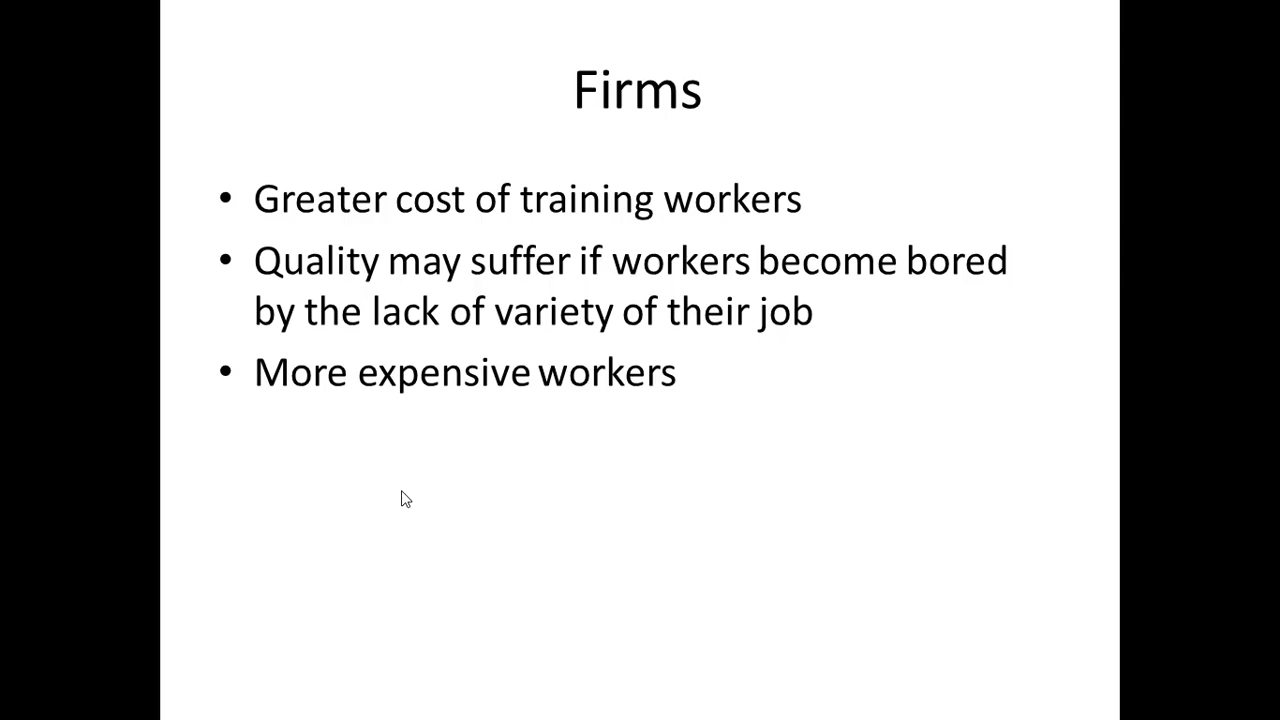 Firms
• Greater cost of training workers
• Quality may suffer if workers become bored
by the lack of variety of their job
• More expensive workers